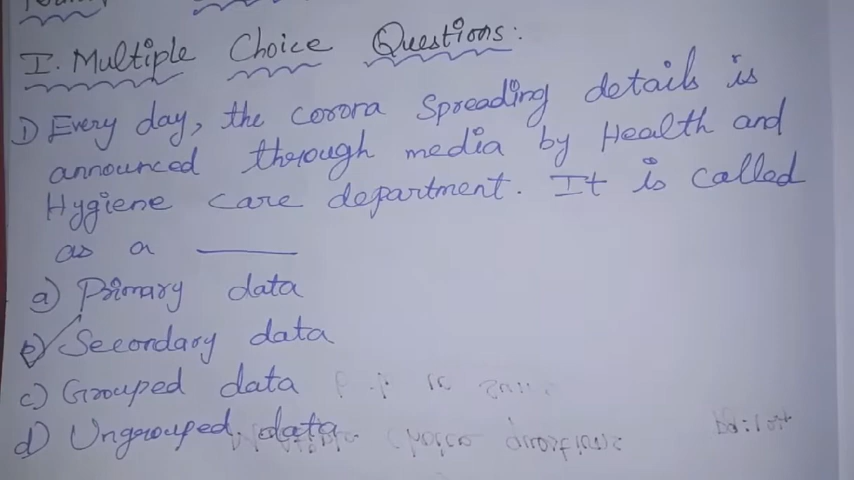 I. Multiple Choice Questions:
1) Every day, the corona Spreading details is
announced through media by Health and
Hygiene care department. It is called
as a ______
a) Primary data
b) Secondary data
c) Grouped data
d) Ungrouped data.